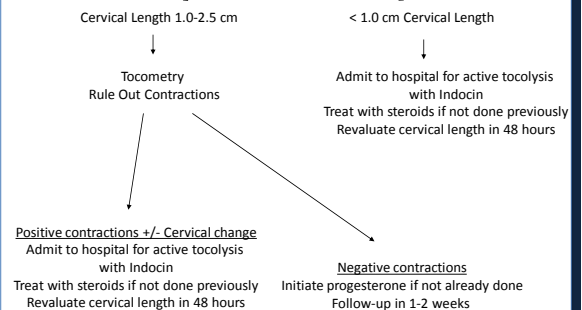 Cervical Length 1.0-2.5 cm
< 1.0 cm Cervical Length
Tocometry
Rule Out Contractions
Admit to hospital for active tocolysis
with Indocin
Treat with steroids if not done previously
Revaluate cervical length in 48 hours
Positive contractions +/- Cervical change
Admit to hospital for active tocolysis
with Indocin
Treat with steroids if not done previously
Revaluate cervical length in 48 hours
Negative contractions
Initiate progesterone if not already done
Follow-up in 1-2 weeks